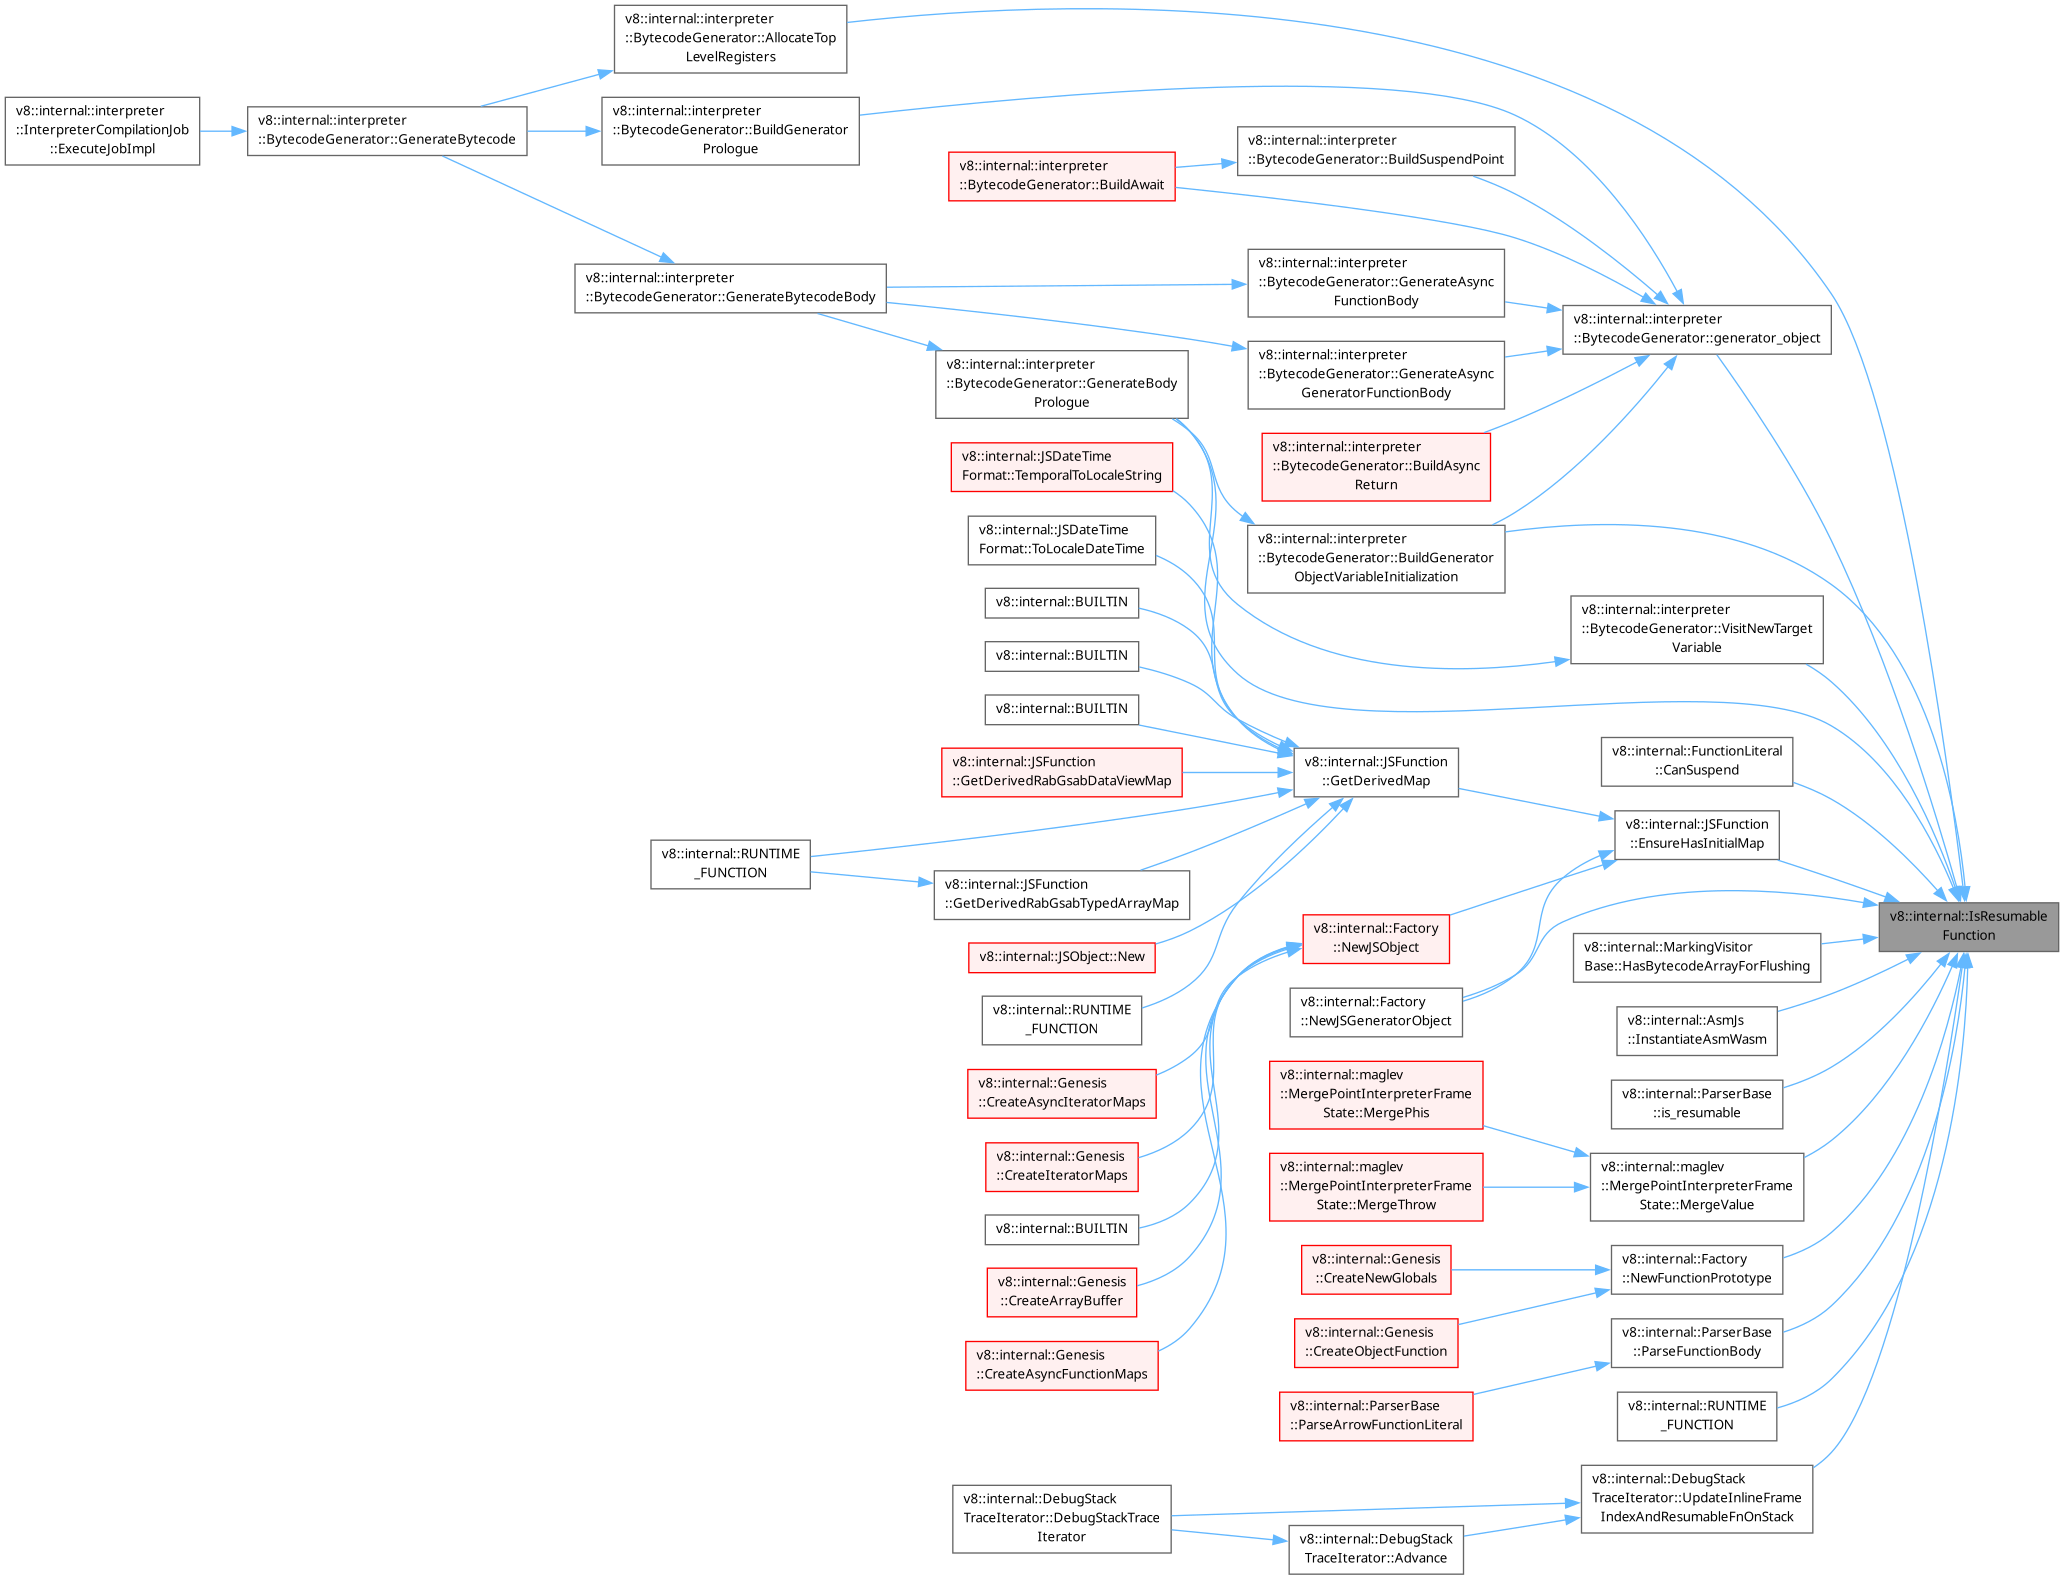 v8::internal::interpreter
::BytecodeGenerator::AllocateTop
LevelRegisters
v8::internal::interpreter
::InterpreterCompilationJob
::ExecuteJobImpl
v8::internal::interpreter
::BytecodeGenerator::GenerateBytecode
v8::internal::interpreter
::BytecodeGenerator::BuildGenerator
Prologue
v8::internal::interpreter
::BytecodeGenerator::BuildSuspendPoint
v8::internal::interpreter
::BytecodeGenerator::BuildAwait
v8::internal::interpreter
::BytecodeGenerator::GenerateBytecodeBody
v8::internal::interpreter
::BytecodeGenerator::GenerateAsync
FunctionBody
v8::internal::interpreter
::BytecodeGenerator::generator_object
v8::internal::interpreter
::BytecodeGenerator::GenerateAsync
GeneratorFunctionBody
v8::internal::interpreter
::BytecodeGenerator::GenerateBody
Prologue
v8::internal::interpreter
::BytecodeGenerator::BuildAsync
Return
v8::internal::JSDateTime
Format::TemporalToLocaleString
v8::internal::JSDateTime
Format::ToLocaleDateTime
v8::internal::interpreter
::BytecodeGenerator::BuildGenerator
ObjectVariableInitialization
v8::internal::BUILTIN
v8::internal::interpreter
::BytecodeGenerator::VisitNewTarget
Variable
v8::internal::BUILTIN
v8::internal::BUILTIN
v8::internal::FunctionLiteral
::CanSuspend
v8::internal::JSFunction
::GetDerivedRabGsabDataViewMap
v8::internal::JSFunction
::GetDerivedMap
v8::internal::JSFunction
::EnsureHasInitialMap
v8::internal::RUNTIME
_FUNCTION
v8::internal::JSFunction
::GetDerivedRabGsabTypedArrayMap
v8::internal::IsResumable
Function
v8::internal::Factory
::NewJSObject
v8::internal::JSObject::New
v8::internal::MarkingVisitor
Base::HasBytecodeArrayForFlushing
v8::internal::RUNTIME
_FUNCTION
v8::internal::Factory
::NewJSGeneratorObject
v8::internal::AsmJs
::InstantiateAsmWasm
v8::internal::Genesis
::CreateAsyncIteratorMaps
v8::internal::maglev
::MergePointInterpreterFrame
State::MergePhis
v8::internal::ParserBase
::is_resumable
v8::internal::Genesis
::CreateIteratorMaps
v8::internal::maglev
::MergePointInterpreterFrame
State::MergeThrow
v8::internal::maglev
::MergePointInterpreterFrame
State::MergeValue
v8::internal::BUILTIN
v8::internal::Genesis
::CreateNewGlobals
v8::internal::Factory
::NewFunctionPrototype
v8::internal::Genesis
::CreateArrayBuffer
v8::internal::Genesis
::CreateObjectFunction
v8::internal::ParserBase
::ParseFunctionBody
v8::internal::Genesis
::CreateAsyncFunctionMaps
v8::internal::ParserBase
::ParseArrowFunctionLiteral
v8::internal::RUNTIME
_FUNCTION
v8::internal::DebugStack
TraceIterator::UpdateInlineFrame
IndexAndResumableFnOnStack
v8::internal::DebugStack
TraceIterator::DebugStackTrace
Iterator
v8::internal::DebugStack
TraceIterator::Advance